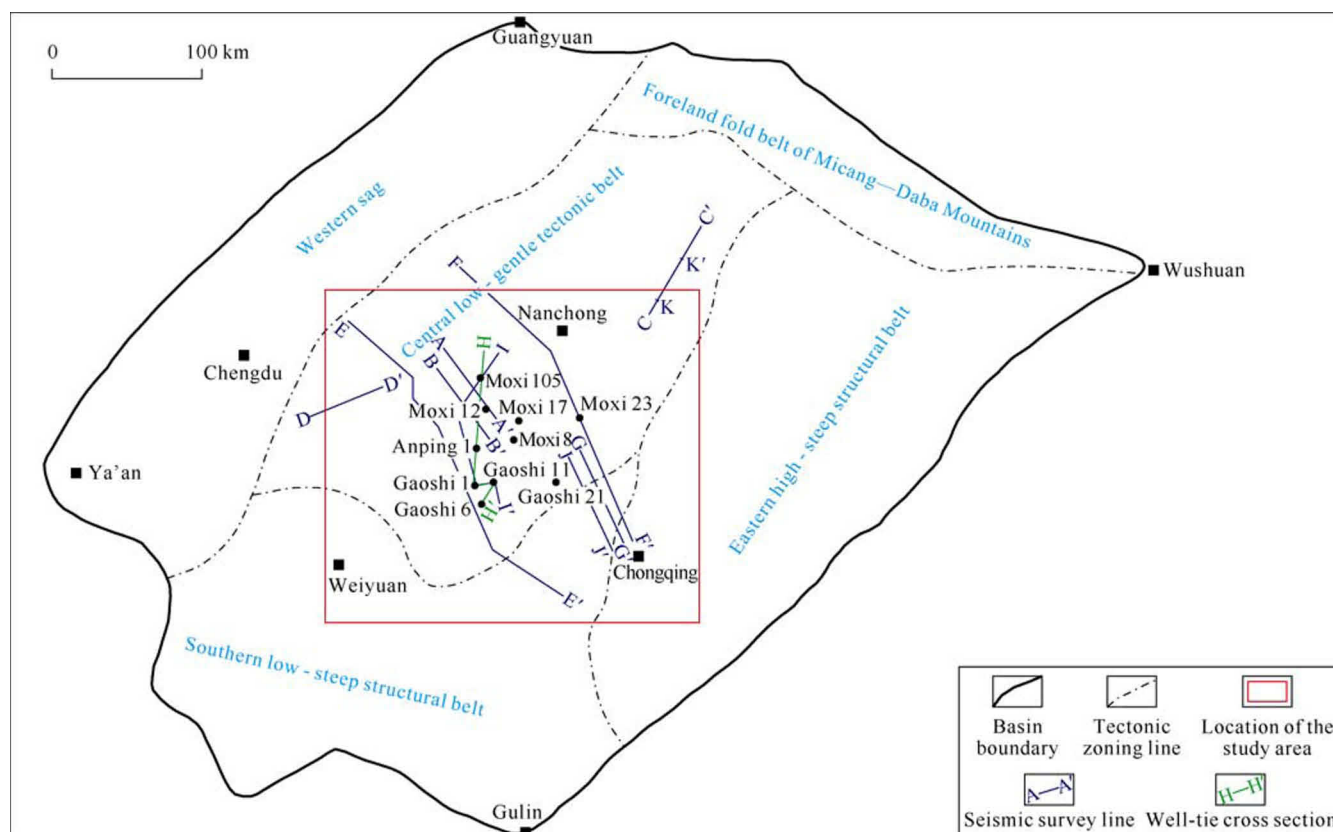 Guangyuan
0
100 km
Foreland fold belt of Micang—Daba Mountains
Western sag
Central low - gentle tectonic belt
C'
'K'
'K
C
Wushuan
F
Nanchong
E
A
H
I
B
Chengdu
D'
D
Moxi 105
Moxi 12
Moxi 17
Moxi 23
A'
B'
Moxi 8
G
J
Anping 1
Ya'an
Gaoshi 1
Gaoshi 11
Gaoshi 21
Gaoshi 6
H'
I'
Eastern high - steep structural belt
F'
G'
J'
Chongqing
Weiyuan
E'
Southern low - steep structural belt
Gulin
Basin
boundary
Tectonic
zoning line
Location of the
study area
A—A'
H—H'
Seismic survey line
Well-tie cross section